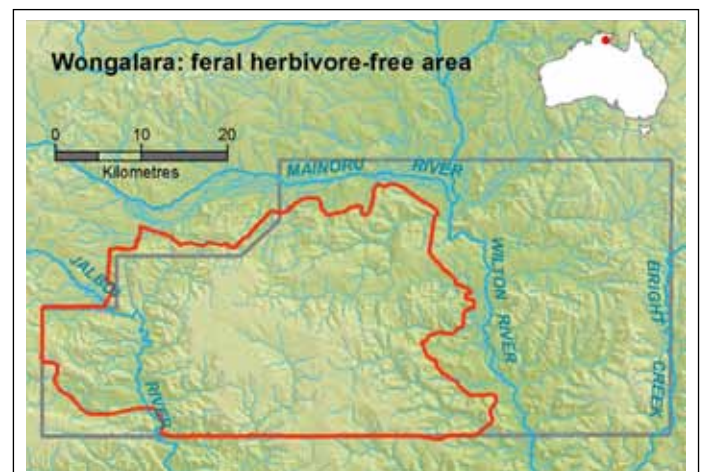 Wongalara: feral herbivore-free area
0 10 20
Kilometres
MAINORU RIVER
JALBOI
RIVER
WILTON RIVER
BRIGHT CREEK